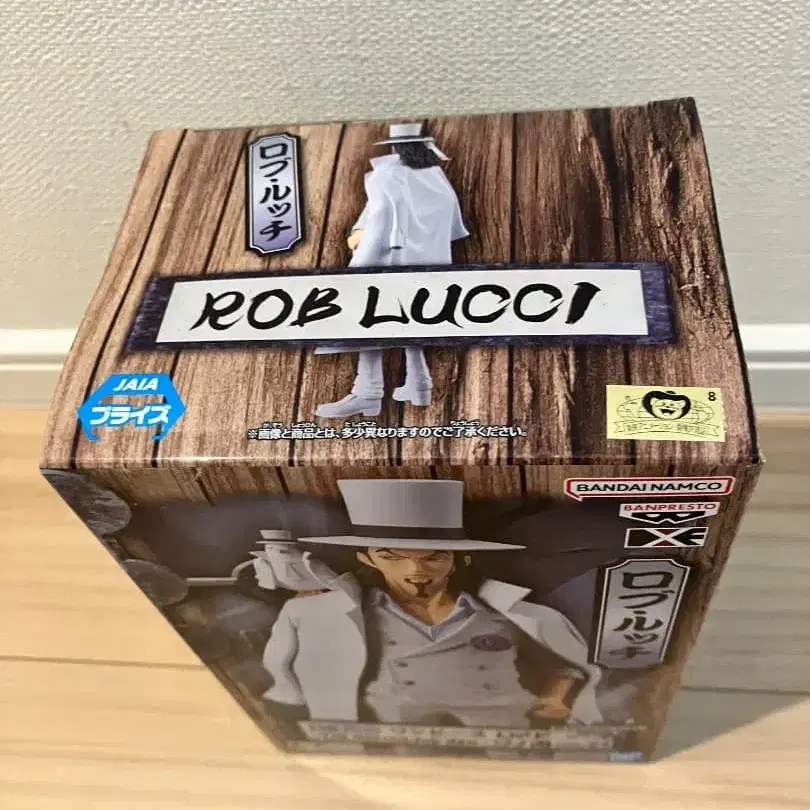 ロブ・ルッチ
ROB LUCCI
JAIA
プライズ
※画像と商品とは、多少異なりますのでご了承ください。
8
BANDAI NAMCO
BANPRESTO
ロブ・ルッチ